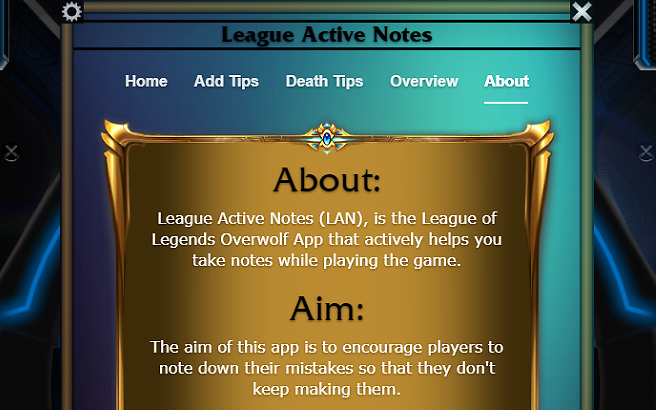 League Active Notes
Home Add Tips Death Tips Overview About
About:
League Active Notes (LAN), is the League of
Legends Overwolf App that actively helps you
take notes while playing the game.
Aim:
The aim of this app is to encourage players to
note down their mistakes so that they don't
keep making them.